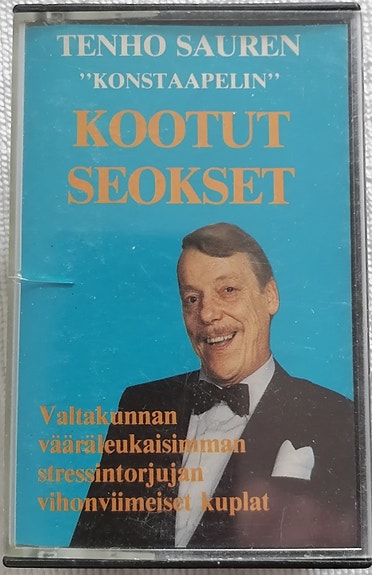 TENHO SAUREN
”KONSTAAPELIN”
KOOTUT
SEOKSET
Valtakunnan
vääräleukaisimman
stressintorjujan
vihonviimeiset kuplat